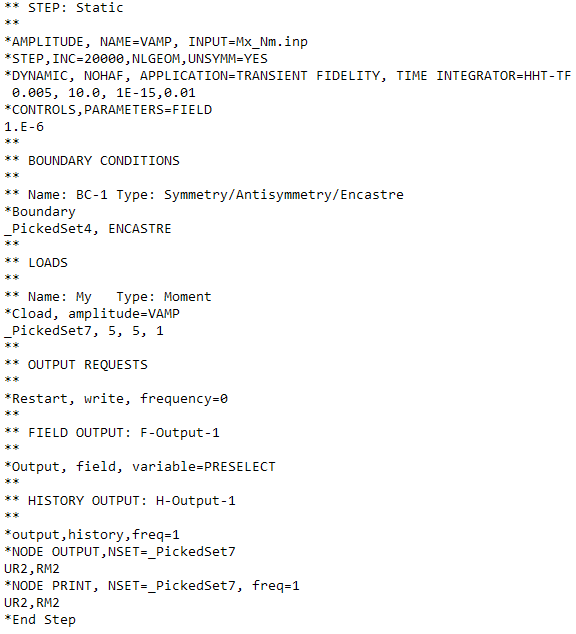 ** STEP: Static
**
*AMPLITUDE, NAME=VAMP, INPUT=Mx_Nm.inp
*STEP,INC=20000,NLGEOM,UNSYMM=YES
*DYNAMIC, NOHAF, APPLICATION=TRANSIENT FIDELITY, TIME INTEGRATOR=HHT-TF
0.005, 10.0, 1E-15,0.01
*CONTROLS,PARAMETERS=FIELD
1.E-6
**
** BOUNDARY CONDITIONS
**
** Name: BC-1 Type: Symmetry/Antisymmetry/Encastre
*Boundary
_PickedSet4, ENCASTRE
**
** LOADS
**
** Name: My   Type: Moment
*Cload, amplitude=VAMP
_PickedSet7, 5, 5, 1
**
** OUTPUT REQUESTS
**
*Restart, write, frequency=0
**
** FIELD OUTPUT: F-Output-1
**
*Output, field, variable=PRESELECT
**
** HISTORY OUTPUT: H-Output-1
**
*output,history,freq=1
*NODE OUTPUT,NSET=_PickedSet7
UR2,RM2
*NODE PRINT, NSET=_PickedSet7, freq=1
UR2,RM2
*End Step